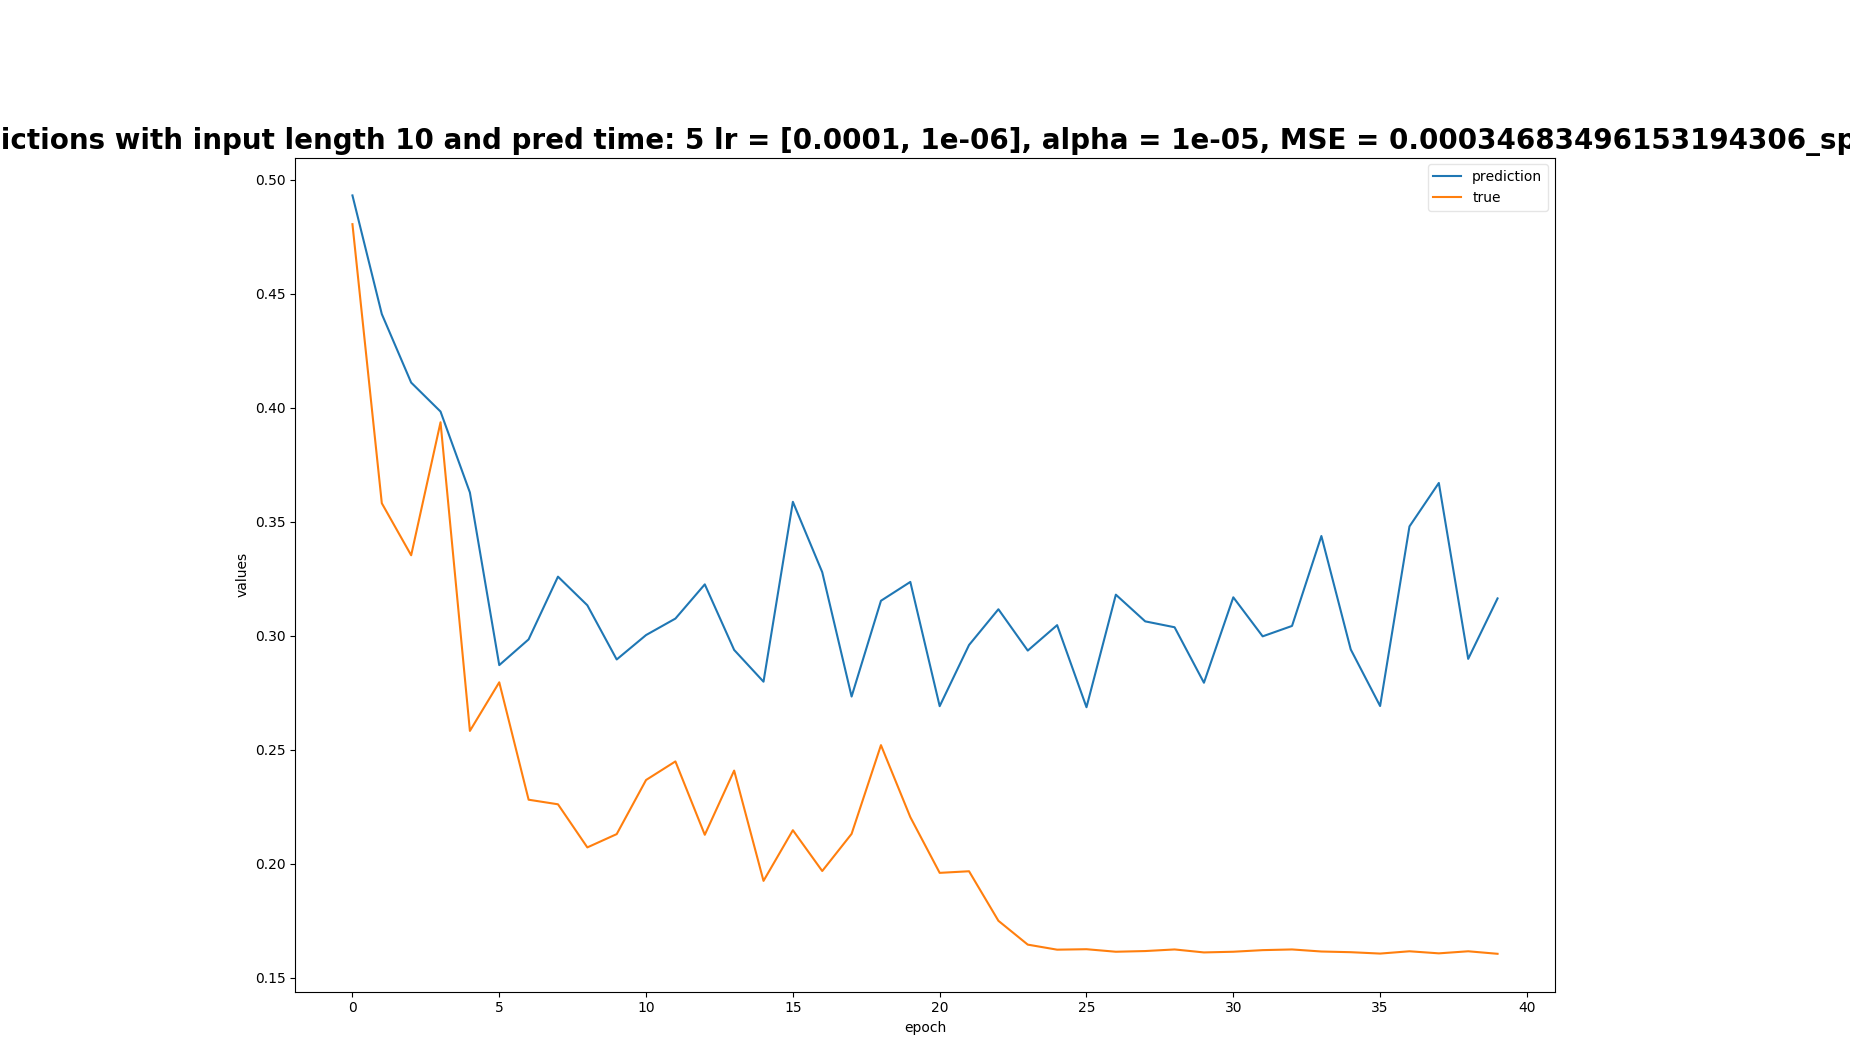 ictions with input length 10 and pred time: 5 lr = [0.0001, 1e-06], alpha = 1e-05, MSE = 0.00034683496153194306_sp
prediction
true
0.50
0.45
0.40
0.35
0.30
0.25
0.20
0.15
values
0 5 10 15 20 25 30 35 40
epoch